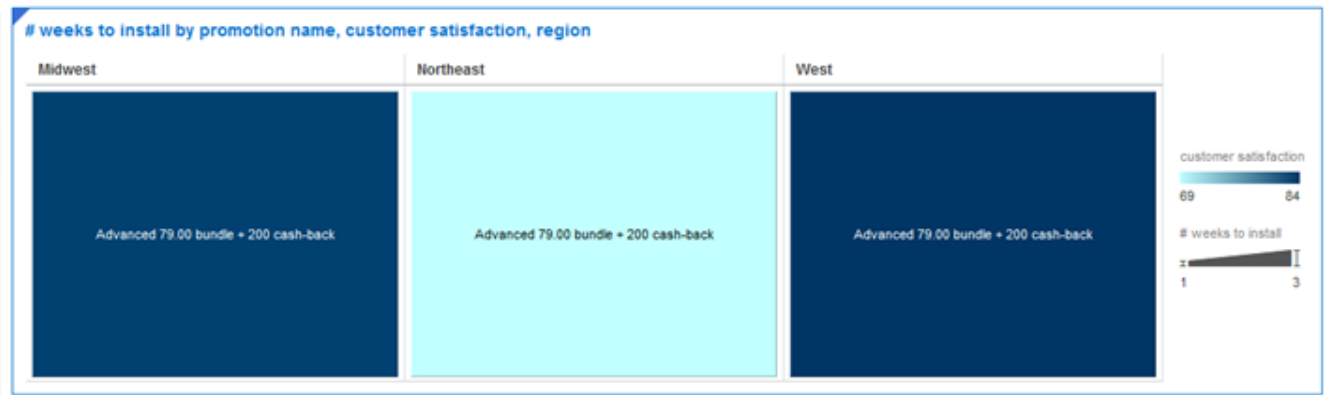 # weeks to install by promotion name, customer satisfaction, region
Midwest Northeast West
Advanced 79.00 bundle + 200 cash-back Advanced 79.00 bundle + 200 cash-back Advanced 79.00 bundle + 200 cash-back
customer satisfaction
69 84
# weeks to install
1 3